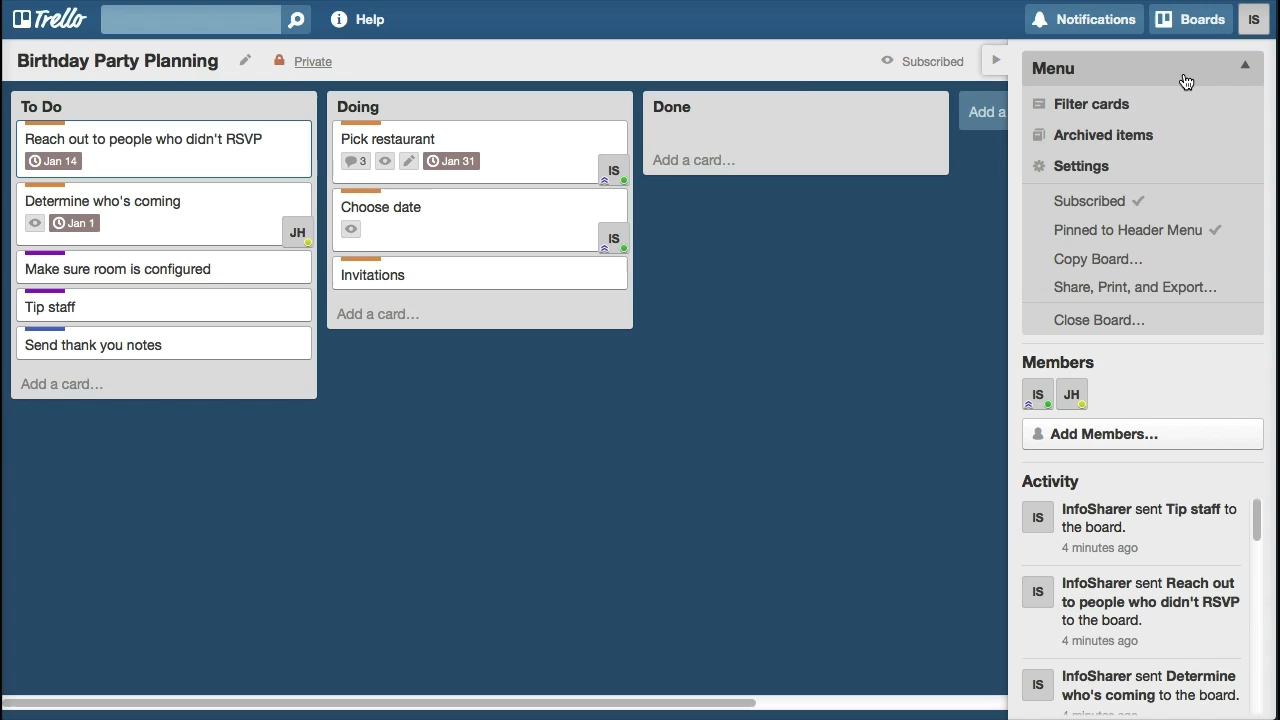 Trello
Help
Notifications
Boards
IS
Birthday Party Planning
Private
Subscribed
To Do
Reach out to people who didn't RSVP
Jan 14
Determine who's coming
Jan 1
JH
Make sure room is configured
Tip staff
Send thank you notes
Add a card…
Doing
Pick restaurant
3
Jan 31
IS
Choose date
IS
Invitations
Add a card…
Done
Add a card…
Add a
Menu
Filter cards
Archived items
Settings
Subscribed
Pinned to Header Menu
Copy Board…
Share, Print, and Export…
Close Board…
Members
IS
JH
Add Members…
Activity
IS
InfoSharer sent Tip staff to
the board.
4 minutes ago
IS
InfoSharer sent Reach out
to people who didn't RSVP
to the board.
4 minutes ago
IS
InfoSharer sent Determine
who's coming to the board.